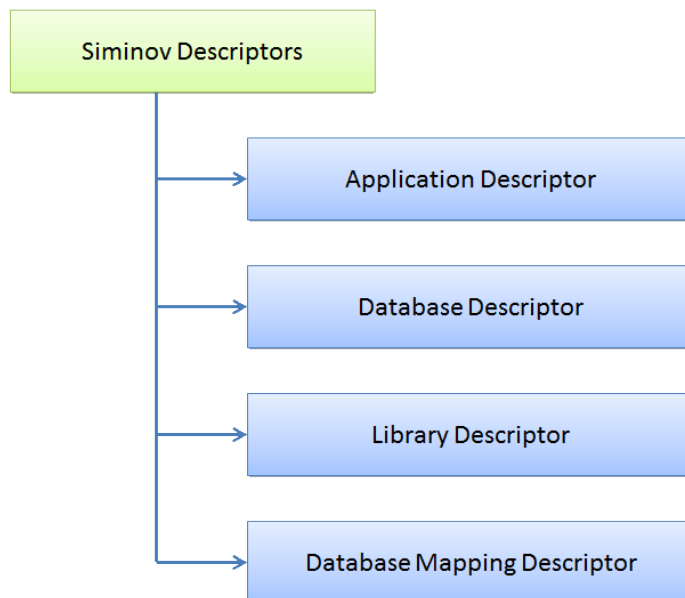 Siminov Descriptors
Application Descriptor
Database Descriptor
Library Descriptor
Database Mapping Descriptor